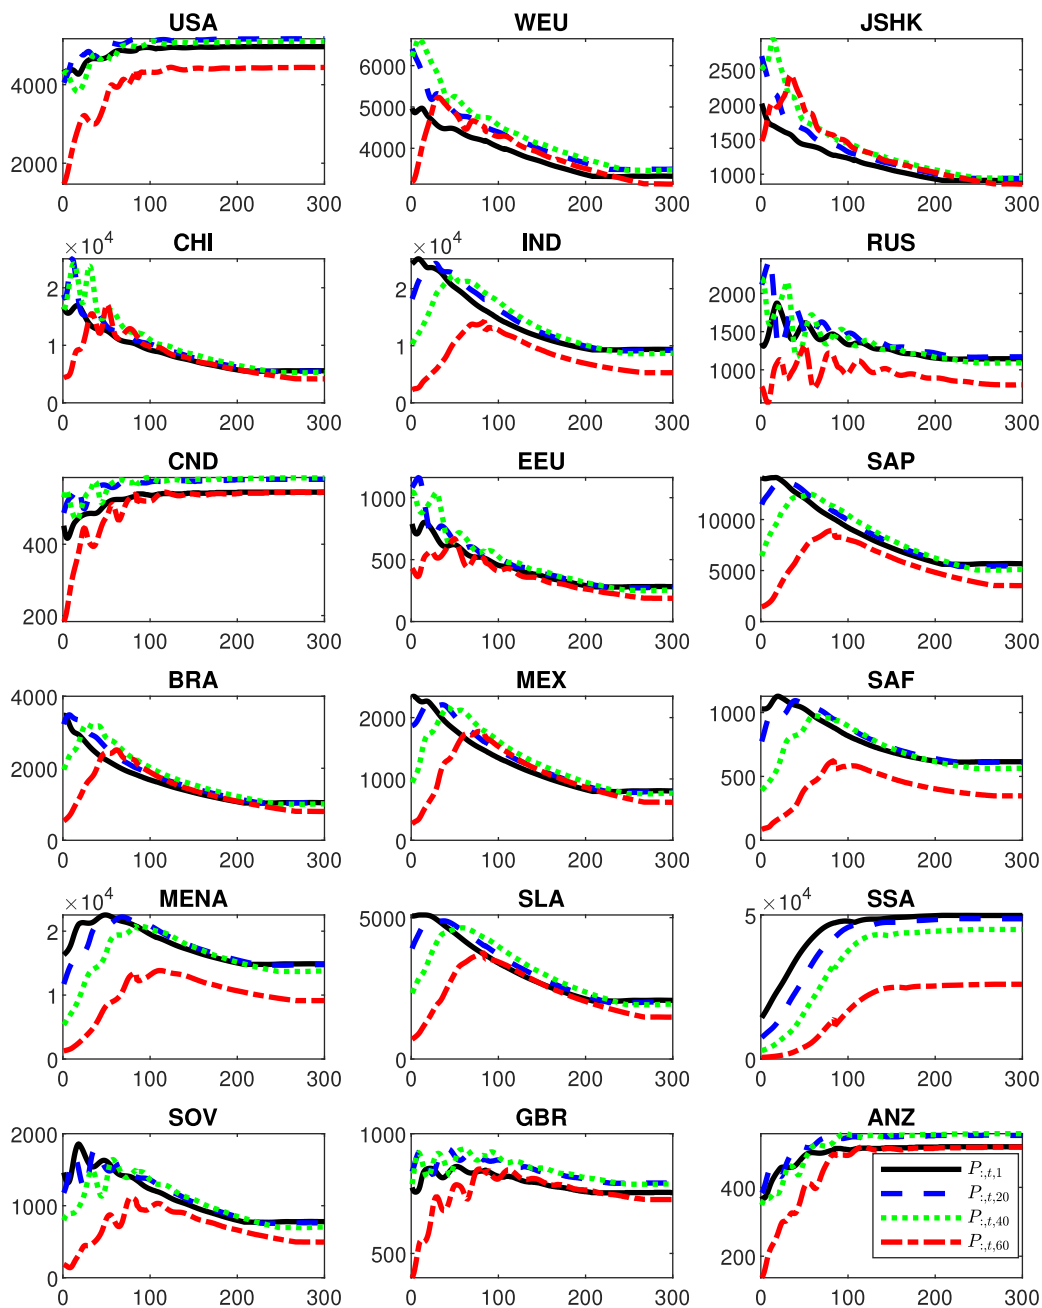 USA WEU JSHK
4000
2000
0 100 200 300
6000
5000
4000
0 100 200 300
2500
2000
1500
1000
0 100 200 300
CHI IND RUS
×10^4
2
1
0
0 100 200 300
×10^4
2
1
0
0 100 200 300
2000
1500
1000
0 100 200 300
CND EEU SAP
400
200
0 100 200 300
1000
500
0
0 100 200 300
10000
5000
0
0 100 200 300
BRA MEX SAF
4000
2000
0
0 100 200 300
2000
1000
0
0 100 200 300
1000
500
0
0 100 200 300
MENA SLA SSA
×10^4
2
1
0
0 100 200 300
5000
0
0 100 200 300
×10^4
5
0
0 100 200 300
SOV GBR ANZ
2000
1000
0
0 100 200 300
1000
500
0 100 200 300
400
200
0 100 200 300
P:,t,1
P:,t,20
P:,t,40
P:,t,60